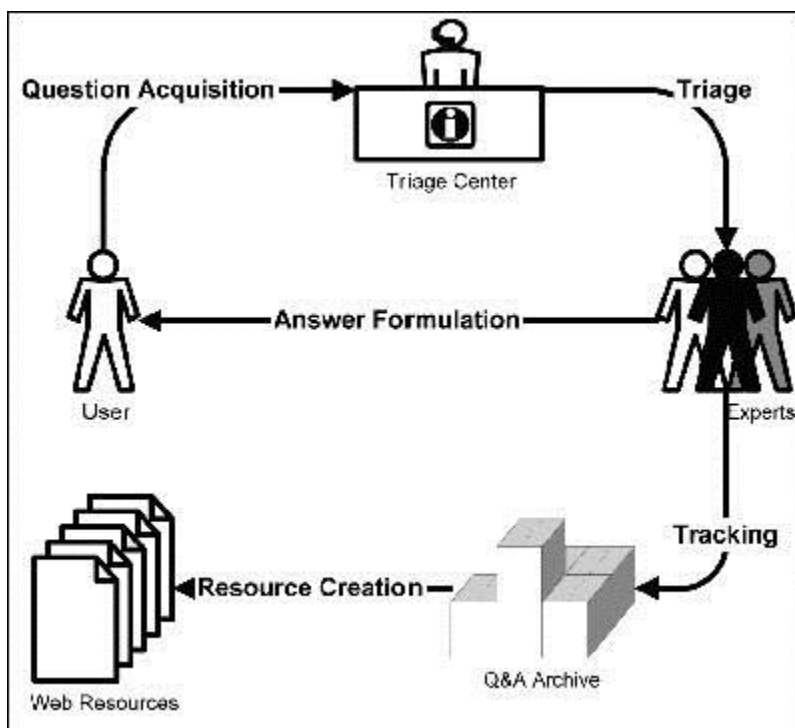 Question Acquisition
Triage
i
Triage Center
Answer Formulation
User
Experts
Tracking
Resource Creation
Q&A Archive
Web Resources